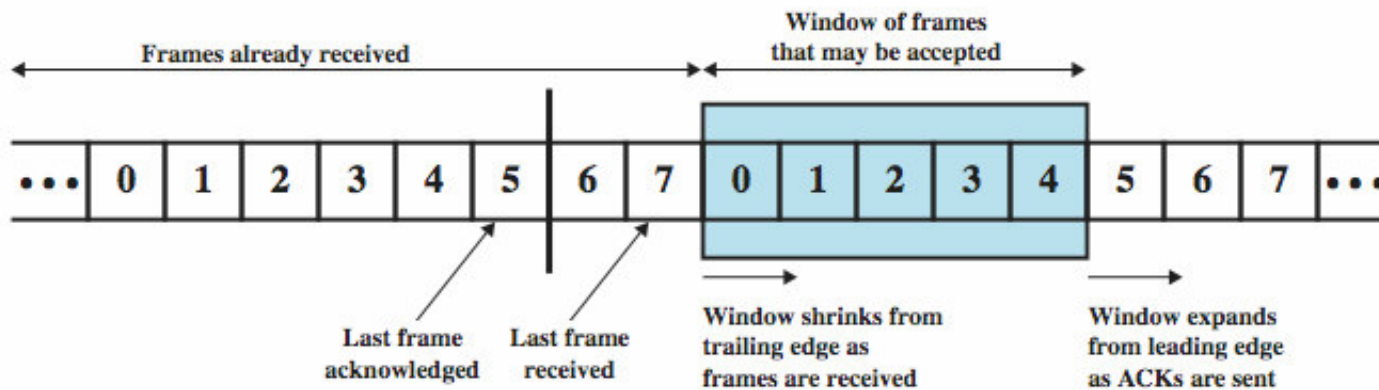 Frames already received
Window of frames
that may be accepted
••• 0 1 2 3 4 5 6 7 0 1 2 3 4 5 6 7 •••
Last frame
acknowledged
Last frame
received
Window shrinks from
trailing edge as
frames are received
Window expands
from leading edge
as ACKs are sent